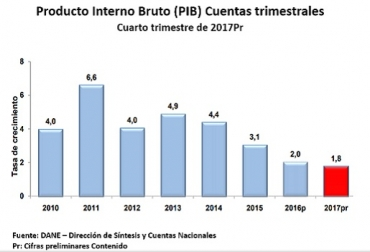 Producto Interno Bruto (PIB) Cuentas trimestrales
Cuarto trimestre de 2017Pr
Tasa de crecimiento
8
6
4
2
0
4,0
6,6
4,0
4,9
4,4
3,1
2,0
1,8
2010 2011 2012 2013 2014 2015 2016p 2017pr
Fuente: DANE – Dirección de Síntesis y Cuentas Nacionales
Pr: Cifras preliminares Contenido